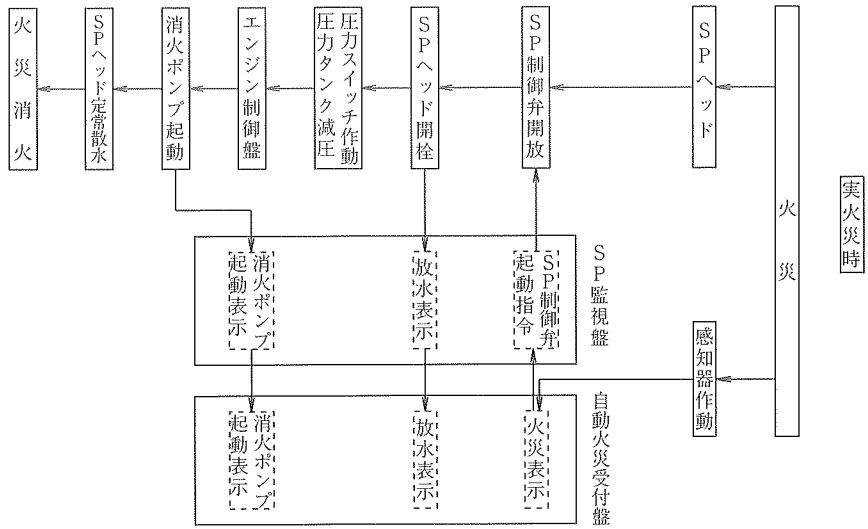 実火災時
火災
SPヘッド
SP制御弁開放
SPヘッド開栓
圧力スイッチ作動
圧力タンク減圧
エンジン制御盤
消火ポンプ起動
SPヘッド定常散水
火災消火
感知器作動
SP監視盤
SP制御弁
起動指令
放水表示
消火ポンプ
起動表示
自動火災受付盤
火災表示
放水表示
消火ポンプ
起動表示